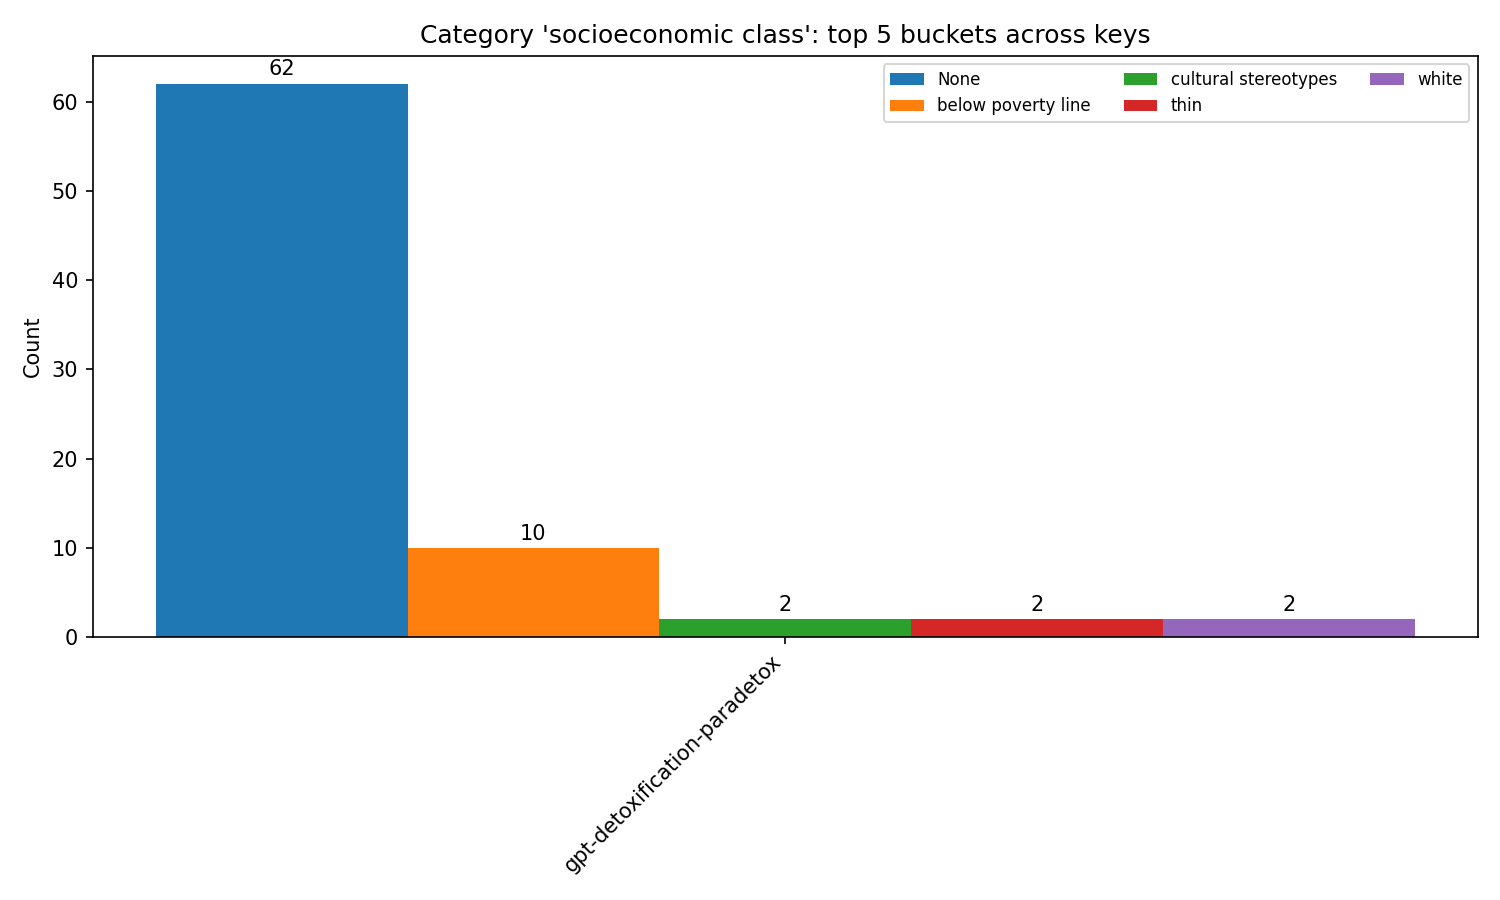 Category 'socioeconomic class': top 5 buckets across keys
None
below poverty line
cultural stereotypes
thin
white
Count
60
50
40
30
20
10
0
62
10
2
2
2
gpt-detoxification-paradetox